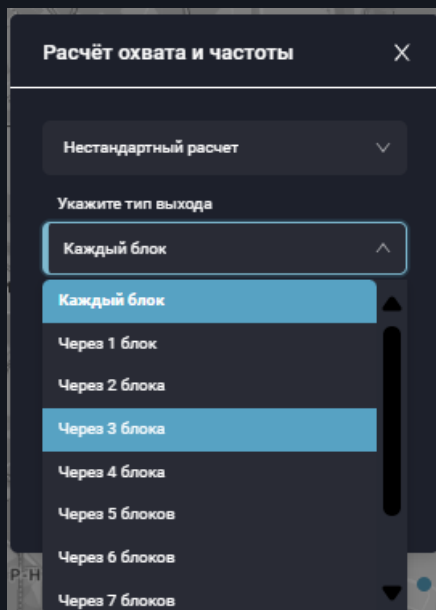 Расчёт охвата и частоты
Нестандартный расчет
Укажите тип выхода
Каждый блок
Каждый блок
Через 1 блок
Через 2 блока
Через 3 блока
Через 4 блока
Через 5 блоков
Через 6 блоков
Р-Н
Через 7 блоков